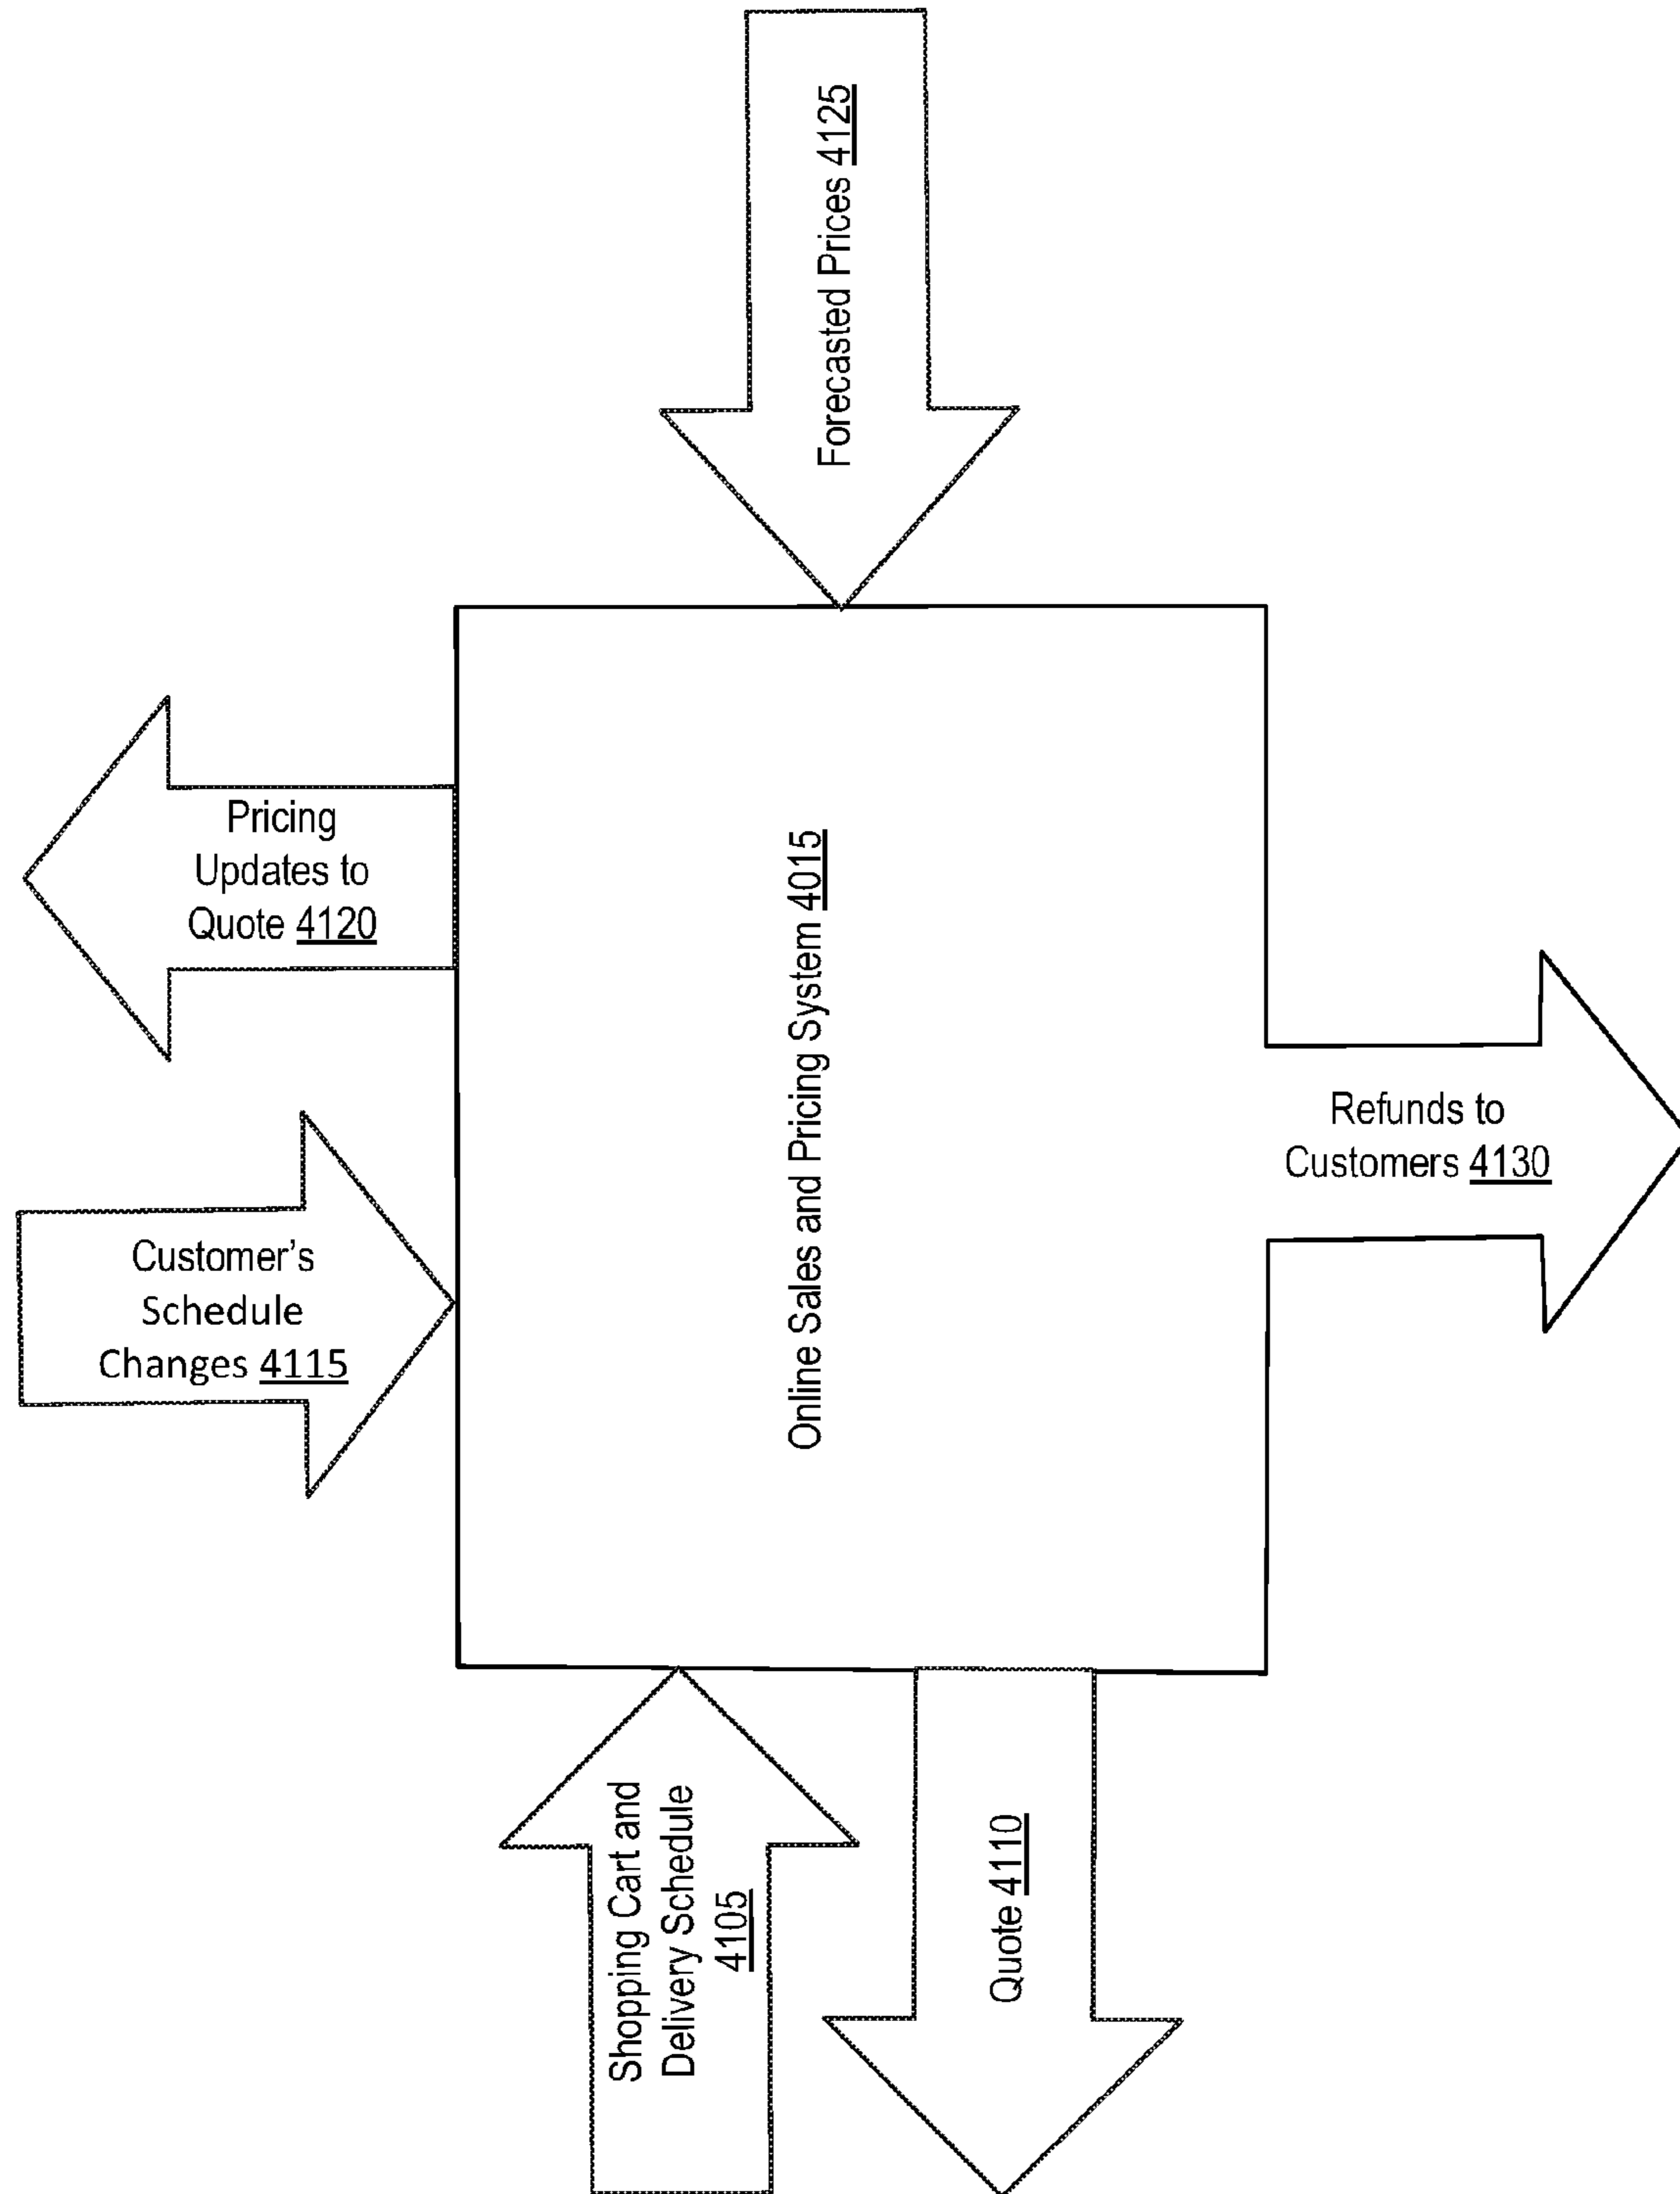 Forecasted Prices 4125
Pricing
Updates to
Quote 4120
Online Sales and Pricing System 4015
Refunds to
Customers 4130
Customer’s
Schedule
Changes 4115
Shopping Cart and
Delivery Schedule
4105
Quote 4110